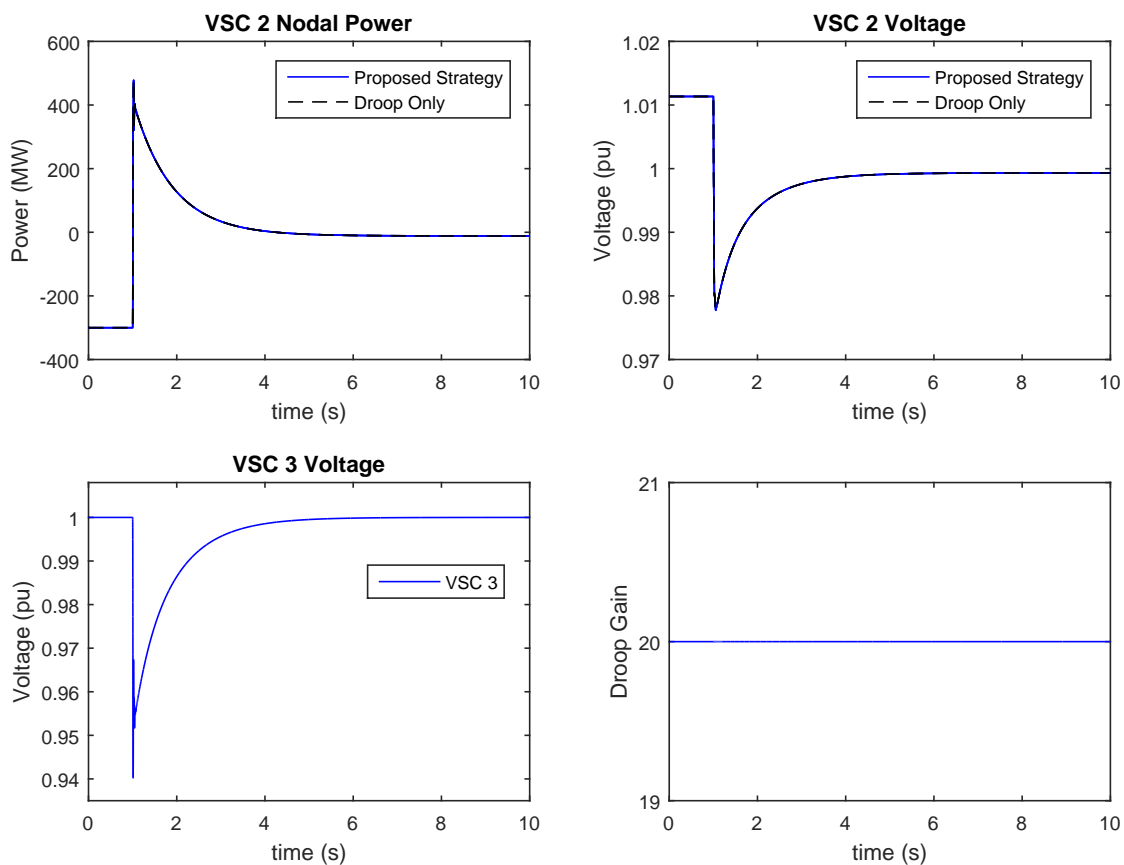 VSC 2 Nodal Power
600
400
200
0
-200
-400
Power (MW)
Proposed Strategy
Droop Only
0 2 4 6 8 10
time (s)
VSC 2 Voltage
1.02
1.01
1
0.99
0.98
0.97
Voltage (pu)
Proposed Strategy
Droop Only
0 2 4 6 8 10
time (s)
VSC 3 Voltage
1
0.99
0.98
0.97
0.96
0.95
0.94
Voltage (pu)
VSC 3
0 2 4 6 8 10
time (s)
21
20
19
Droop Gain
0 2 4 6 8 10
time (s)